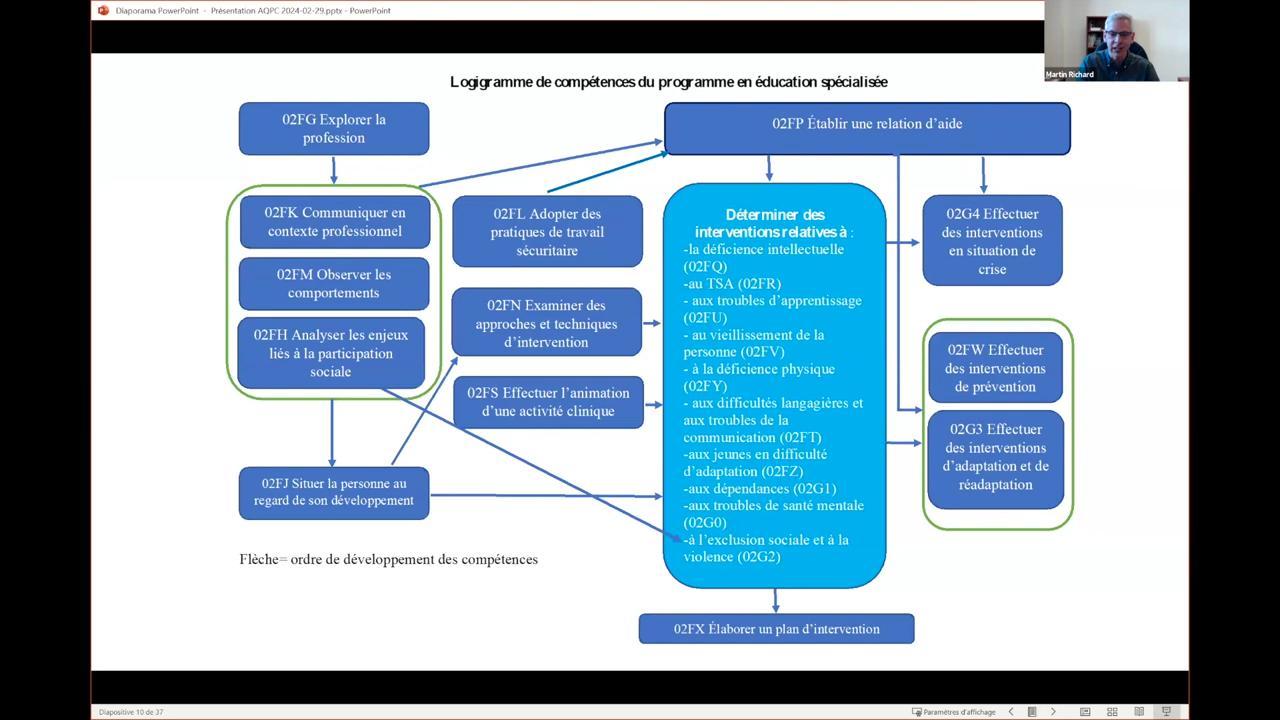 Diaporama PowerPoint - Présentation AQPC 2024-02-29.pptx - PowerPoint
Martin Richard
Logigramme de compétences du programme en éducation spécialisée
02FG Explorer la
profession
02FP Établir une relation d'aide
02FK Communiquer en
contexte professionnel
02FM Observer les
comportements
02FH Analyser les enjeux
liés à la participation
sociale
02FL Adopter des
pratiques de travail
sécuritaire
02FN Examiner des
approches et techniques
d'intervention
02FS Effectuer l'animation
d'une activité clinique
02FJ Situer la personne au
regard de son développement
Déterminer des
interventions relatives à :
-la déficience intellectuelle
(02FQ)
-au TSA (02FR)
- aux troubles d'apprentissage
(02FU)
- au vieillissement de la
personne (02FV)
- à la déficience physique
(02FY)
- aux difficultés langagières et
aux troubles de la
communication (02FT)
-aux jeunes en difficulté
d'adaptation (02FZ)
-aux dépendances (02G1)
-aux troubles de santé mentale
(02G0)
-à l'exclusion sociale et à la
violence (02G2)
02G4 Effectuer
des interventions
en situation de
crise
02FW Effectuer
des interventions
de prévention
02G3 Effectuer
des interventions
d'adaptation et de
réadaptation
Flèche= ordre de développement des compétences
02FX Élaborer un plan d'intervention
Diapositive 10 de 37
Paramètres d'affichage